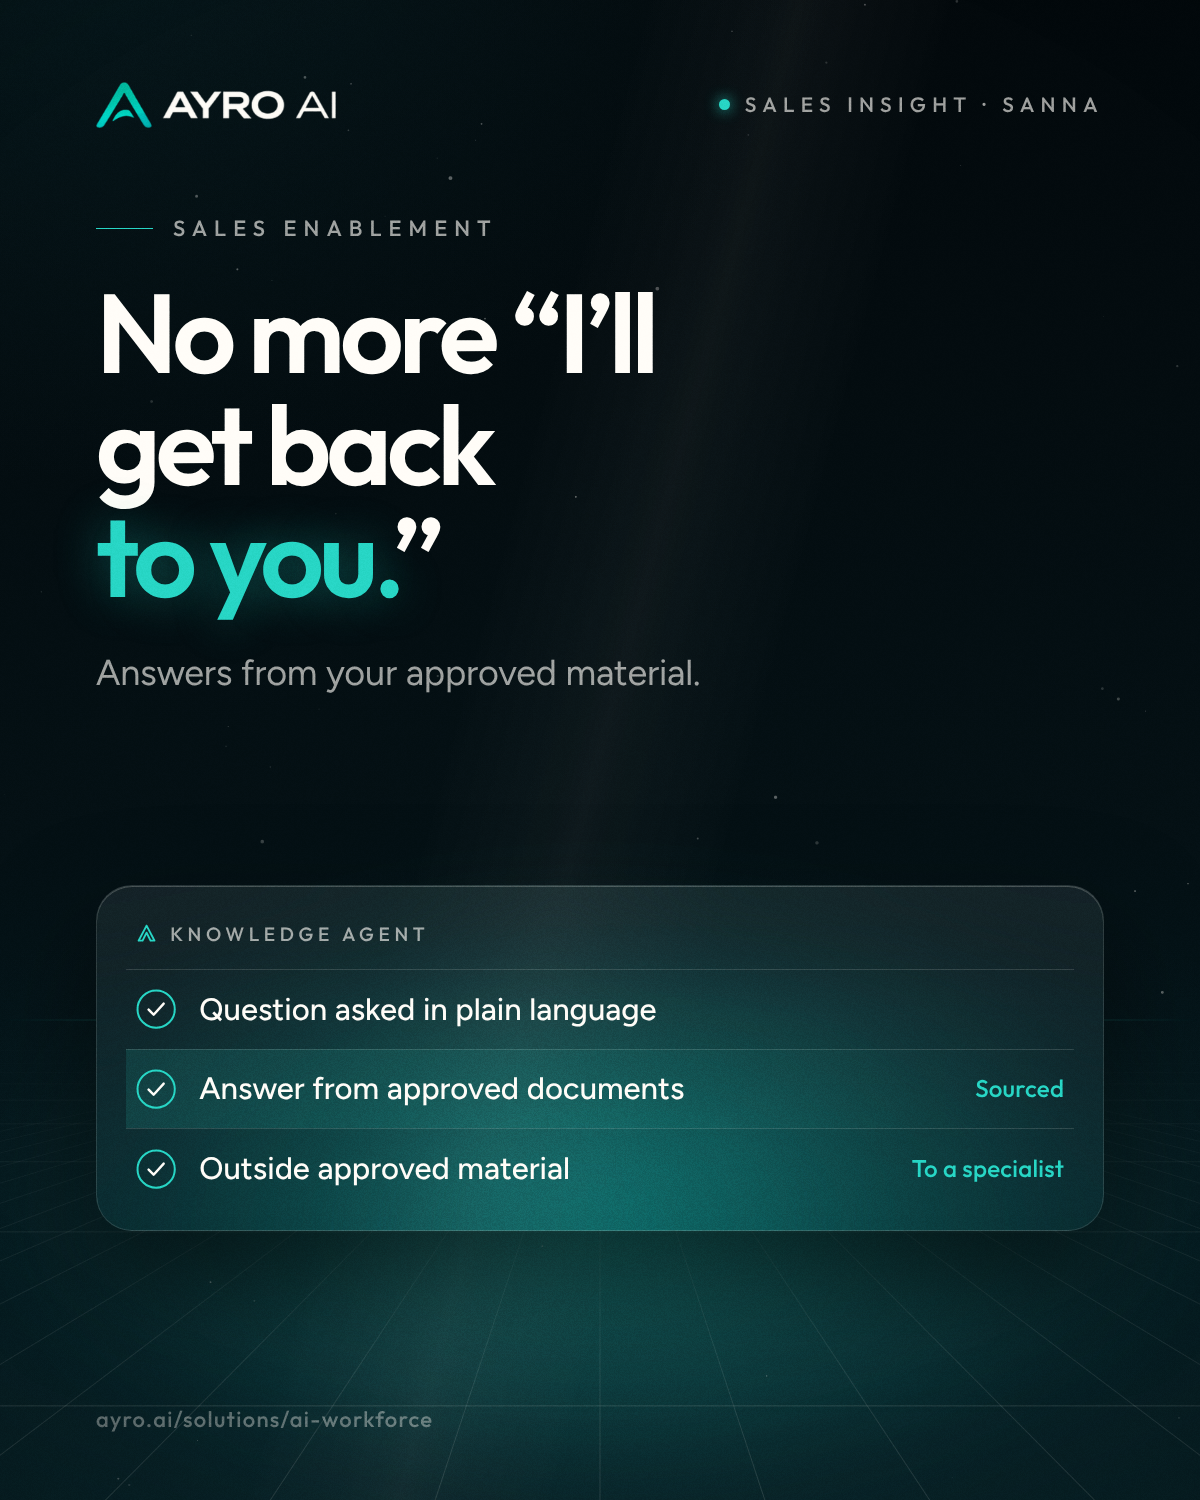 AYRO AI
SALES INSIGHT · SANNA
SALES ENABLEMENT
No more “I’ll
get back
to you.”
Answers from your approved material.
KNOWLEDGE AGENT
Question asked in plain language
Answer from approved documents
Sourced
Outside approved material
To a specialist
ayro.ai/solutions/ai-workforce